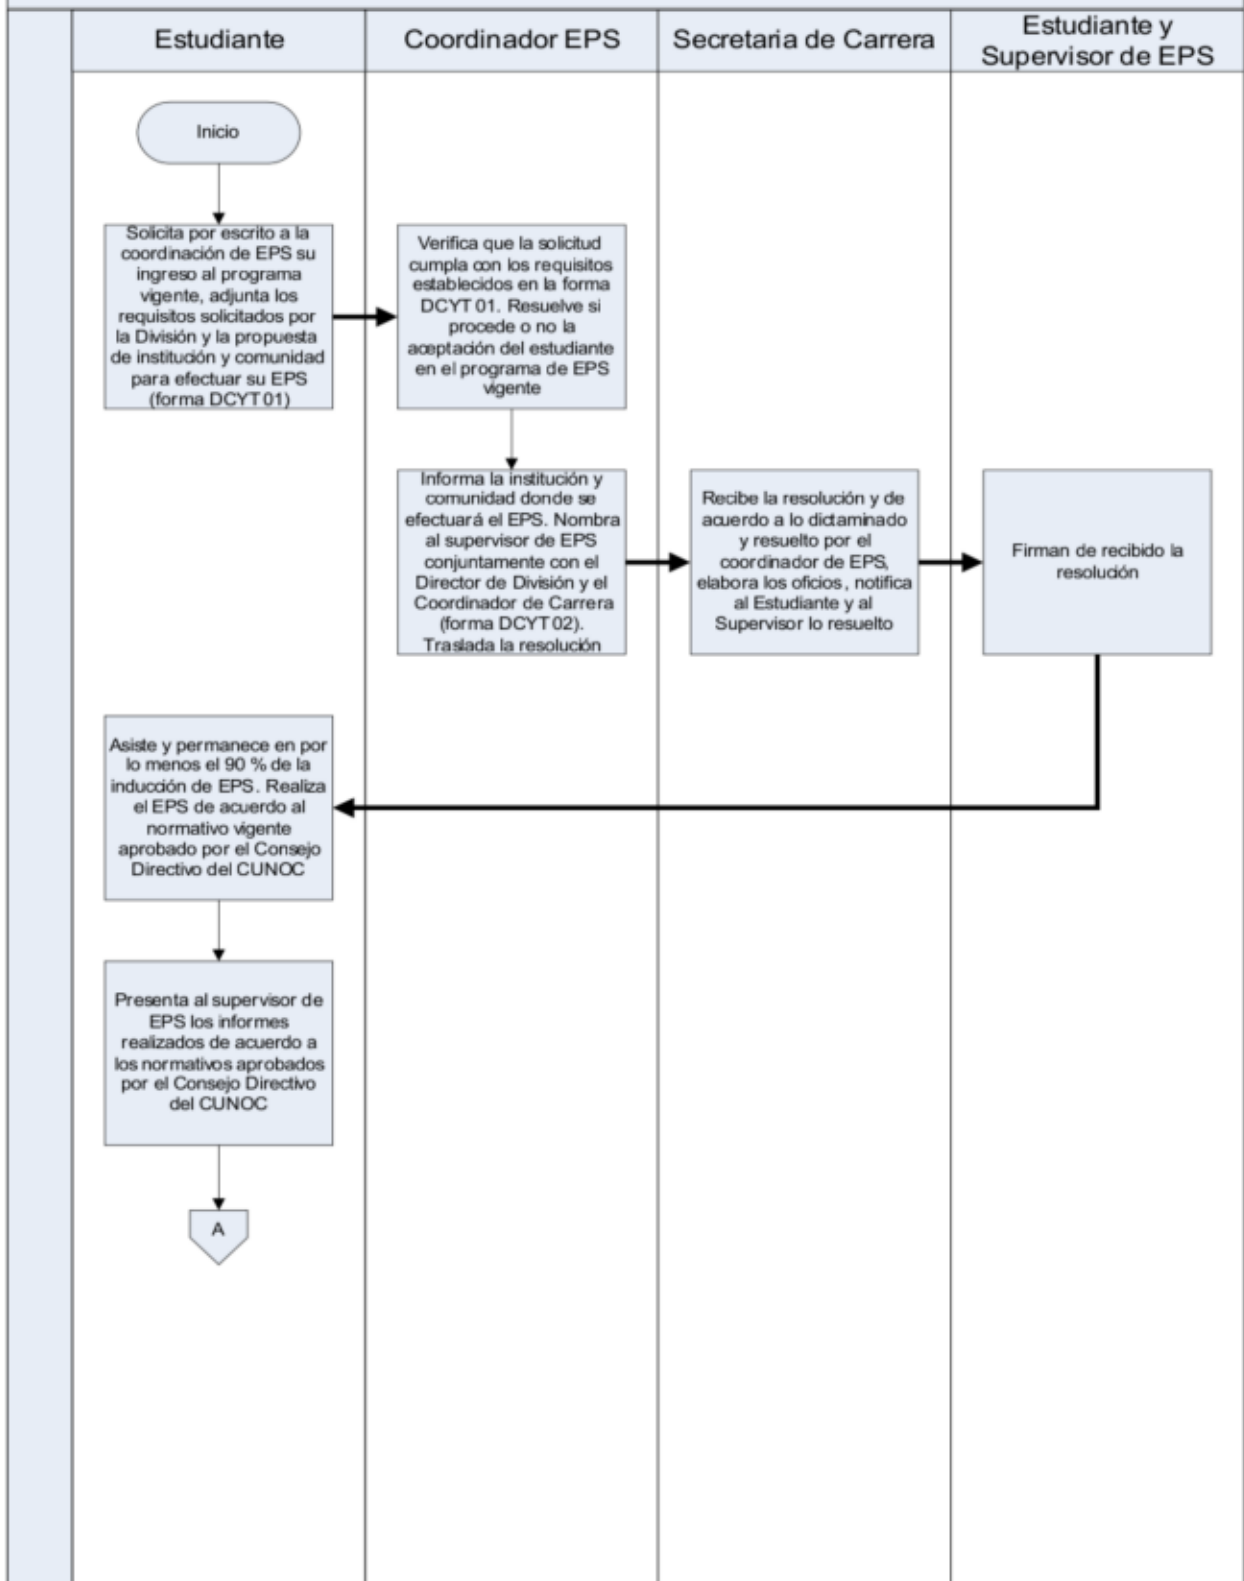 Estudiante
Coordinador EPS
Secretaria de Carrera
Estudiante y
Supervisor de EPS
Inicio
Solicita por escrito a la
coordinación de EPS su
ingreso al programa
vigente, adjunta los
requisitos solicitados por
la División y la propuesta
de institución y comunidad
para efectuar su EPS
(forma DCYT 01)
Verifica que la solicitud
cumpla con los requisitos
establecidos en la forma
DCYT 01. Resuelve si
procede o no la
aceptación del estudiante
en el programa de EPS
vigente
Informa la institución y
comunidad donde se
efectuará el EPS. Nombra
al supervisor de EPS
conjuntamente con el
Director de División y el
Coordinador de Carrera
(forma DCYT 02).
Traslada la resolución
Recibe la resolución y de
acuerdo a lo dictaminado
y resuelto por el
coordinador de EPS,
elabora los oficios, notifica
al Estudiante y al
Supervisor lo resuelto
Firman de recibido la
resolución
Asiste y permanece en por
lo menos el 90 % de la
inducción de EPS. Realiza
el EPS de acuerdo al
normativo vigente
aprobado por el Consejo
Directivo del CUNOC
Presenta al supervisor de
EPS los informes
realizados de acuerdo a
los normativos aprobados
por el Consejo Directivo
del CUNOC
A